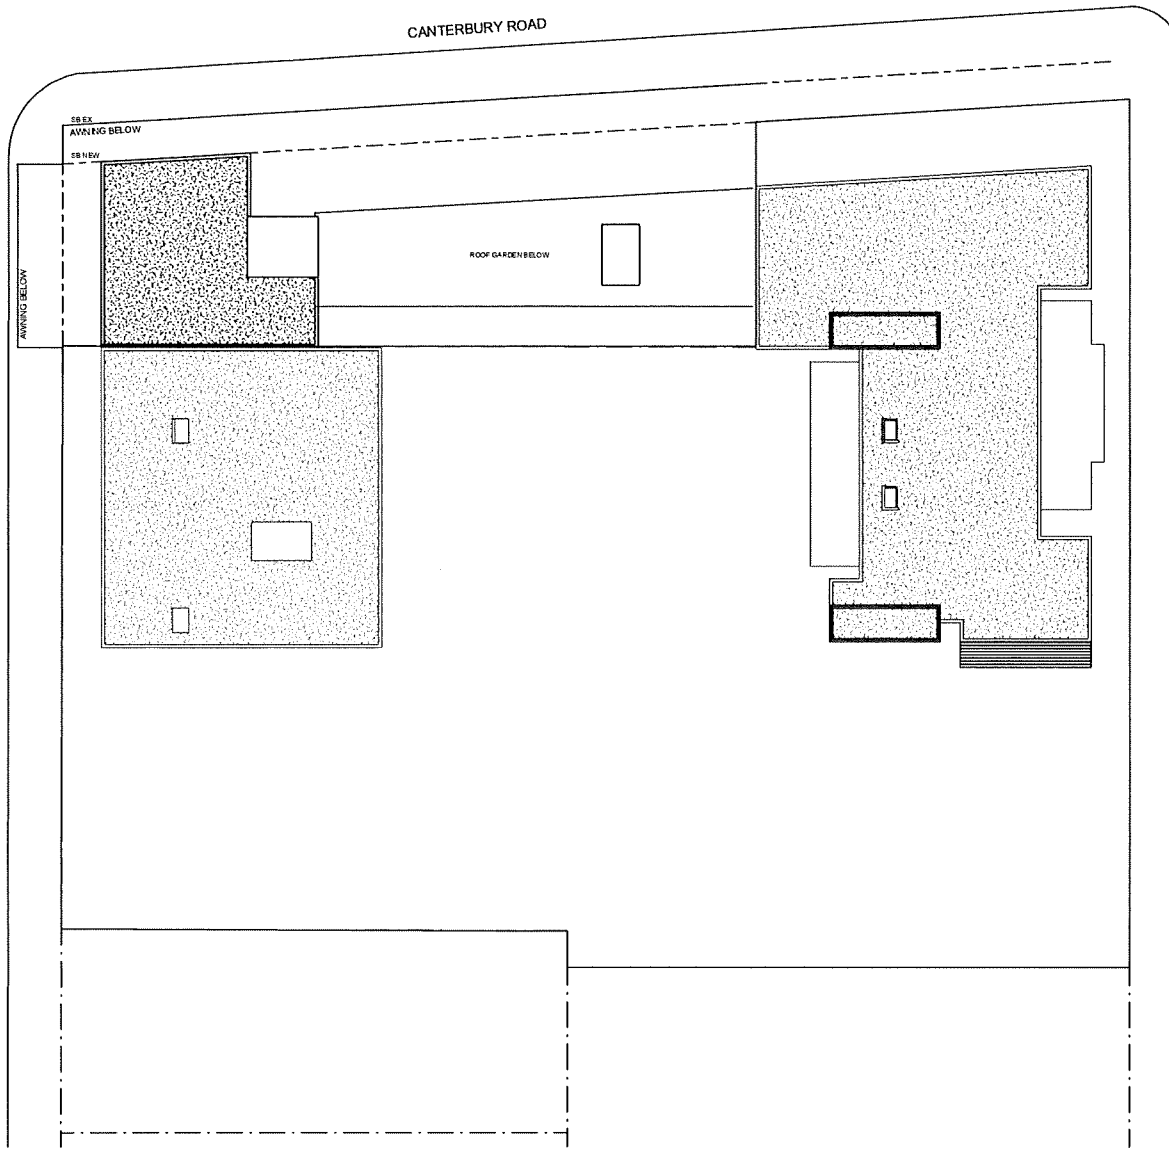 CANTERBURY ROAD
SB EX
AWNING BELOW
SB NEW
ROOF GARDEN BELOW
AWNING BELOW